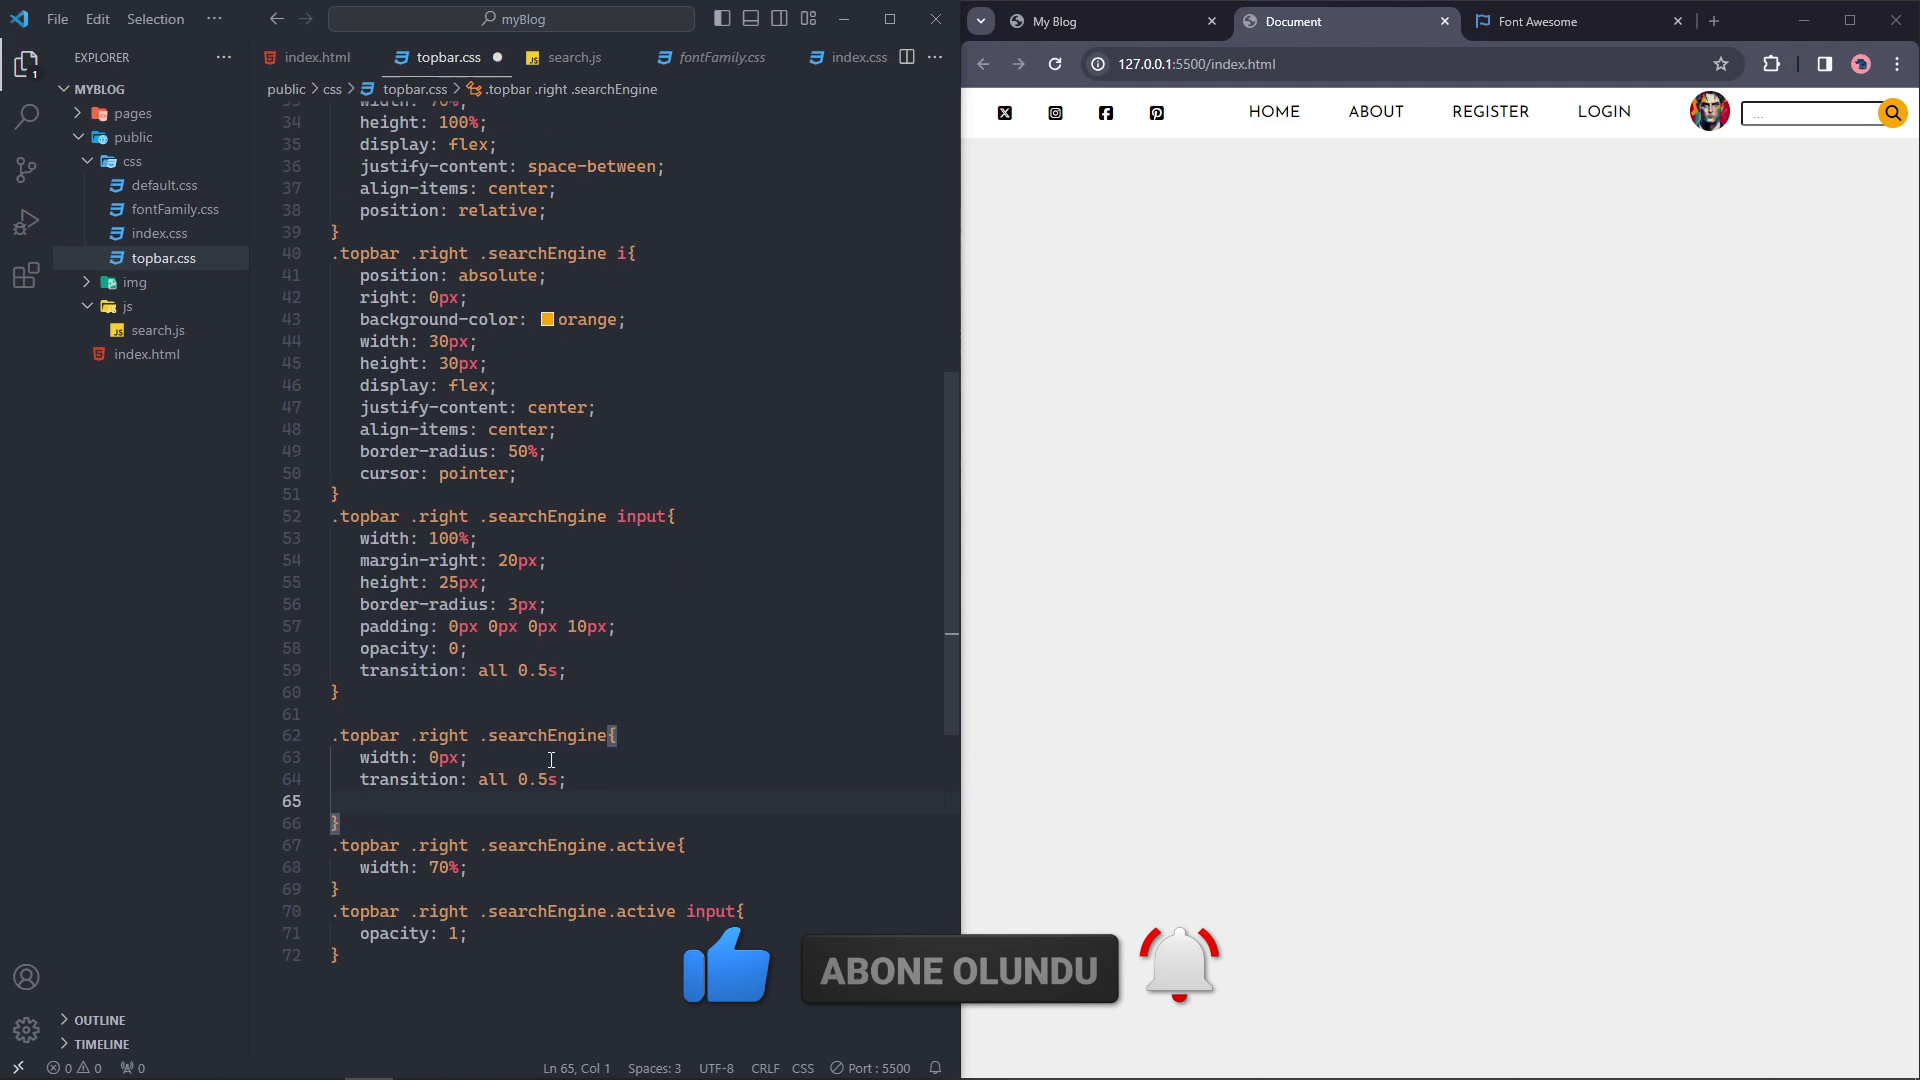 File Edit Selection ...
myBlog
EXPLORER
MYBLOG
pages
public
css
default.css
fontFamily.css
index.css
topbar.css
img
js
search.js
index.html
OUTLINE
TIMELINE
index.html topbar.css search.js fontFamily.css index.css
public > css > topbar.css > .topbar .right .searchEngine
33 width: 70%;
34 height: 100%;
35 display: flex;
36 justify-content: space-between;
37 align-items: center;
38 position: relative;
39 }
40 .topbar .right .searchEngine i{
41 position: absolute;
42 right: 0px;
43 background-color: orange;
44 width: 30px;
45 height: 30px;
46 display: flex;
47 justify-content: center;
48 align-items: center;
49 border-radius: 50%;
50 cursor: pointer;
51 }
52 .topbar .right .searchEngine input{
53 width: 100%;
54 margin-right: 20px;
55 height: 25px;
56 border-radius: 3px;
57 padding: 0px 0px 0px 10px;
58 opacity: 0;
59 transition: all 0.5s;
60 }
61
62 .topbar .right .searchEngine{
63 width: 0px;
64 transition: all 0.5s;
65
66 }
67 .topbar .right .searchEngine.active{
68 width: 70%;
69 }
70 .topbar .right .searchEngine.active input{
71 opacity: 1;
72 }
0 0 0
Ln 65, Col 1 Spaces: 3 UTF-8 CRLF CSS Port : 5500
My Blog Document Font Awesome
127.0.0.1:5500/index.html
HOME ABOUT REGISTER LOGIN
...
ABONE OLUNDU
1